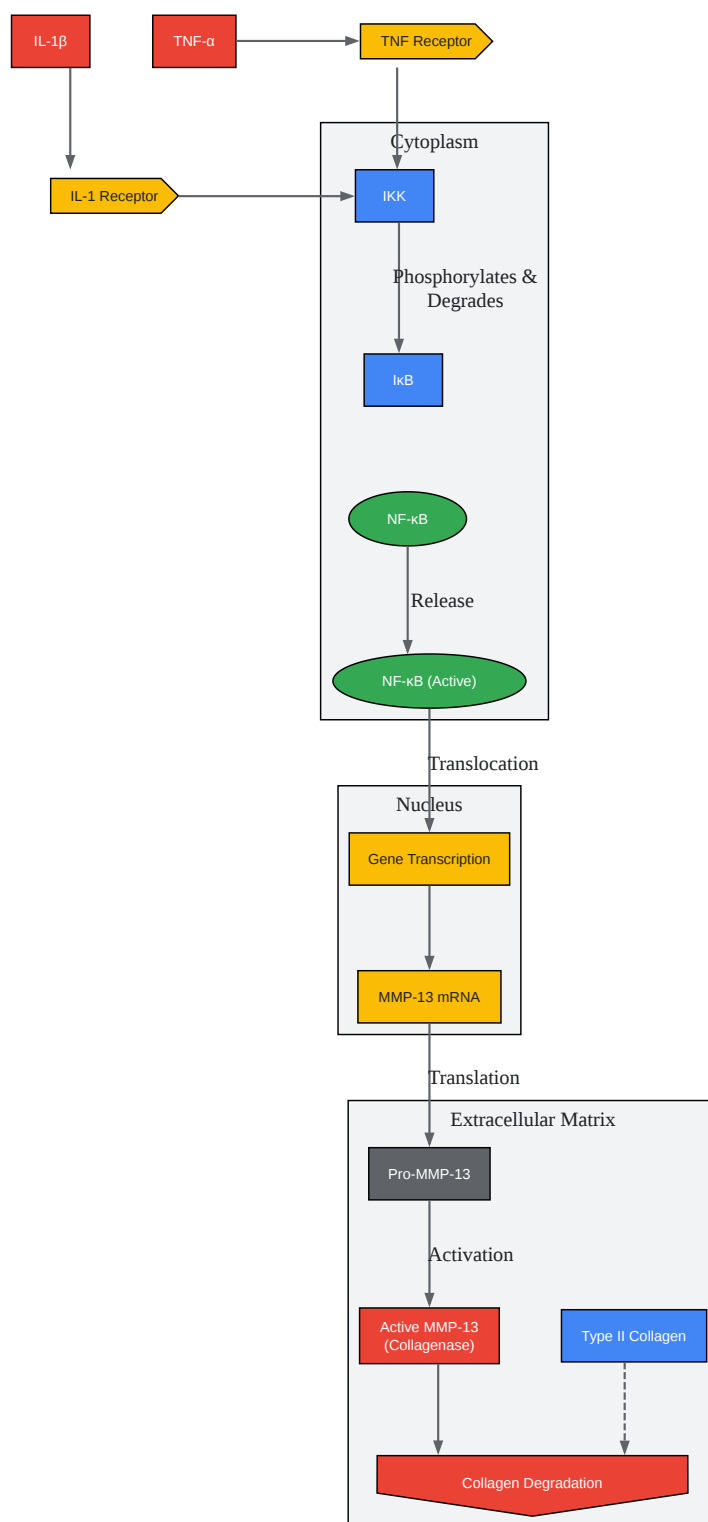 IL-1β
TNF-α
TNF Receptor
Cytoplasm
IL-1 Receptor
IKK
Phosphorylates &
Degrades
IκB
NF-κB
Release
NF-κB (Active)
Translocation
Nucleus
Gene Transcription
MMP-13 mRNA
Translation
Extracellular Matrix
Pro-MMP-13
Activation
Active MMP-13
(Collagenase)
Type II Collagen
Collagen Degradation